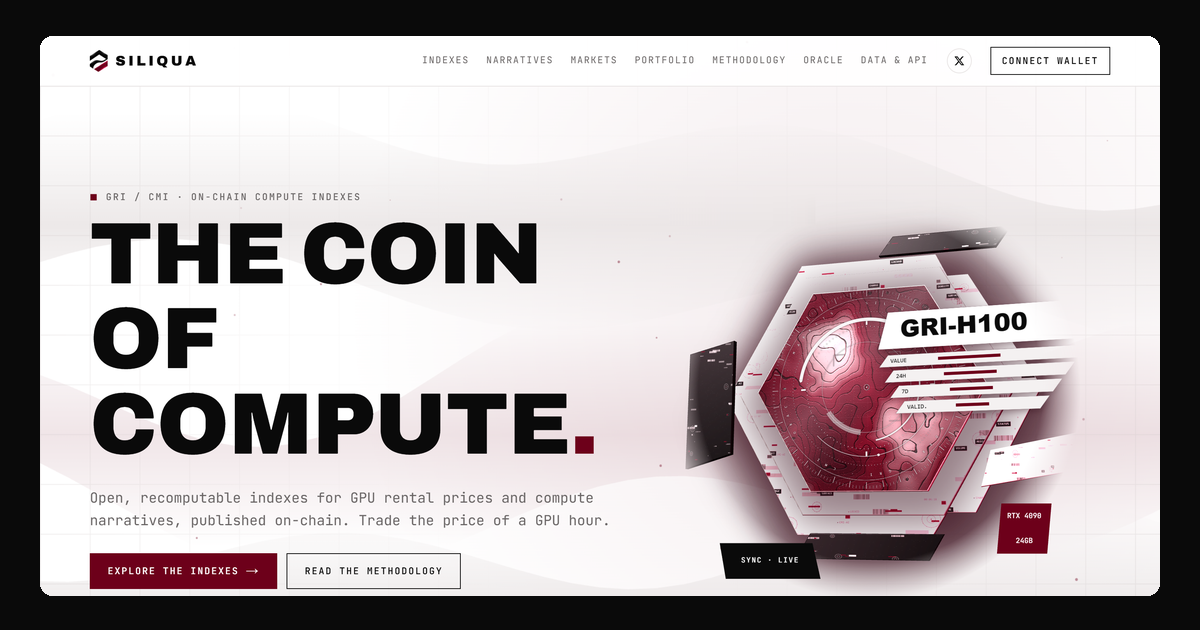 SILIQUA
INDEXES NARRATIVES MARKETS PORTFOLIO METHODOLOGY ORACLE DATA & API
CONNECT WALLET
GRI / CMI · ON-CHAIN COMPUTE INDEXES
THE COIN
OF
COMPUTE.
Open, recomputable indexes for GPU rental prices and compute
narratives, published on-chain. Trade the price of a GPU hour.
EXPLORE THE INDEXES →
READ THE METHODOLOGY
GRI-H100
VALUE
24H
7D
VALID.
RTX 4090
24GB
SYNC · LIVE